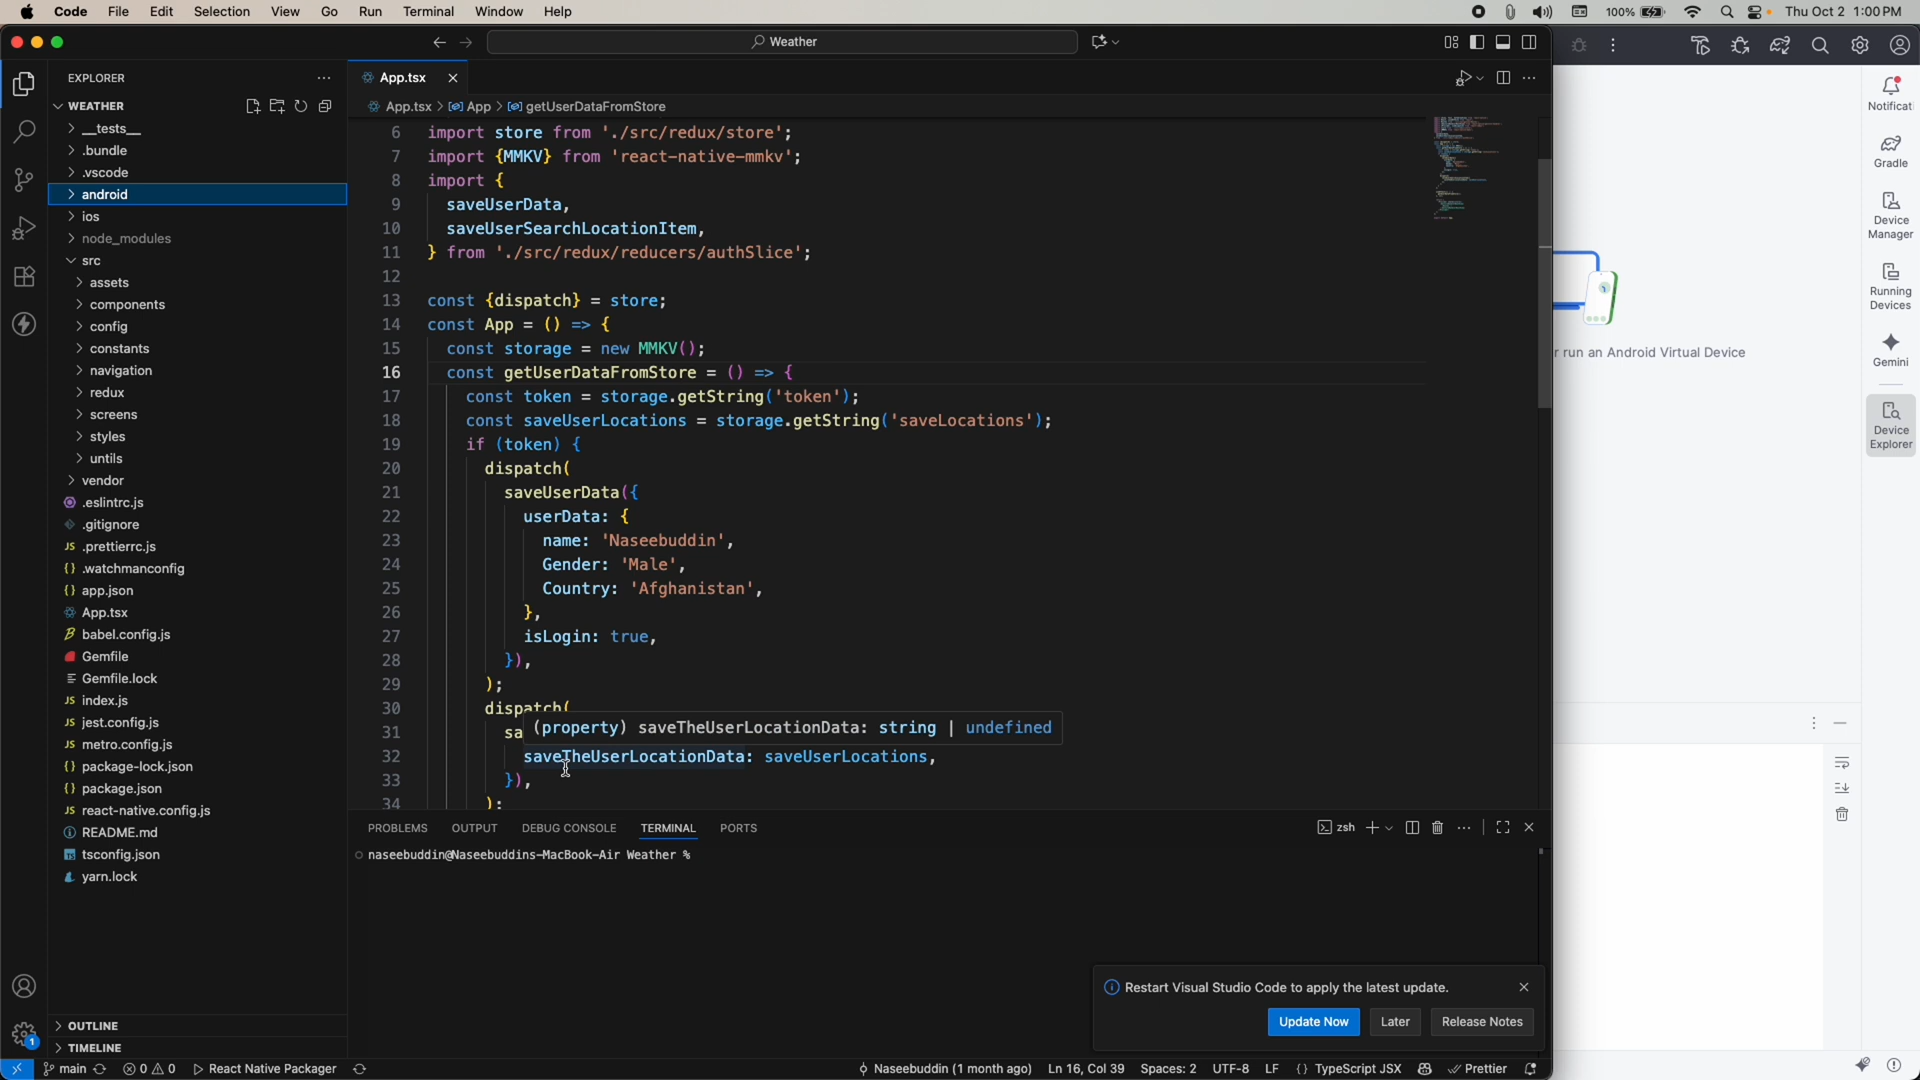 Code File Edit Selection View Go Run Terminal Window Help
100% Thu Oct 2 1:00 PM
Weather
EXPLORER
WEATHER
__tests__
.bundle
.vscode
android
ios
node_modules
src
assets
components
config
constants
navigation
redux
screens
styles
untils
vendor
.eslintrc.js
.gitignore
JS .prettierrc.js
{} .watchmanconfig
{} app.json
App.tsx
babel.config.js
Gemfile
Gemfile.lock
JS index.js
JS jest.config.js
JS metro.config.js
{} package-lock.json
{} package.json
JS react-native.config.js
README.md
TS tsconfig.json
yarn.lock
OUTLINE
TIMELINE
App.tsx
App.tsx > App > getUserDataFromStore
6 import store from './src/redux/store';
7 import {MMKV} from 'react-native-mmkv';
8 import {
9 saveUserData,
10 saveUserSearchLocationItem,
11 } from './src/redux/reducers/authSlice';
12
13 const {dispatch} = store;
14 const App = () => {
15 const storage = new MMKV();
16 const getUserDataFromStore = () => {
17 const token = storage.getString('token');
18 const saveUserLocations = storage.getString('saveLocations');
19 if (token) {
20 dispatch(
21 saveUserData({
22 userData: {
23 name: 'Naseebuddin',
24 Gender: 'Male',
25 Country: 'Afghanistan',
26 },
27 isLogin: true,
28 }),
29 );
30 dispatch(
31 sa
(property) saveTheUserLocationData: string | undefined
32 saveTheUserLocationData: saveUserLocations,
33 }),
34 );
PROBLEMS OUTPUT DEBUG CONSOLE TERMINAL PORTS
zsh
naseebuddin@Naseebuddins-MacBook-Air Weather %
Restart Visual Studio Code to apply the latest update.
Update Now Later Release Notes
1
main 0 0 React Native Packager
Naseebuddin (1 month ago) Ln 16, Col 39 Spaces: 2 UTF-8 LF {} TypeScript JSX Prettier
r run an Android Virtual Device
Notificat
Gradle
Device
Manager
Running
Devices
Gemini
Device
Explorer